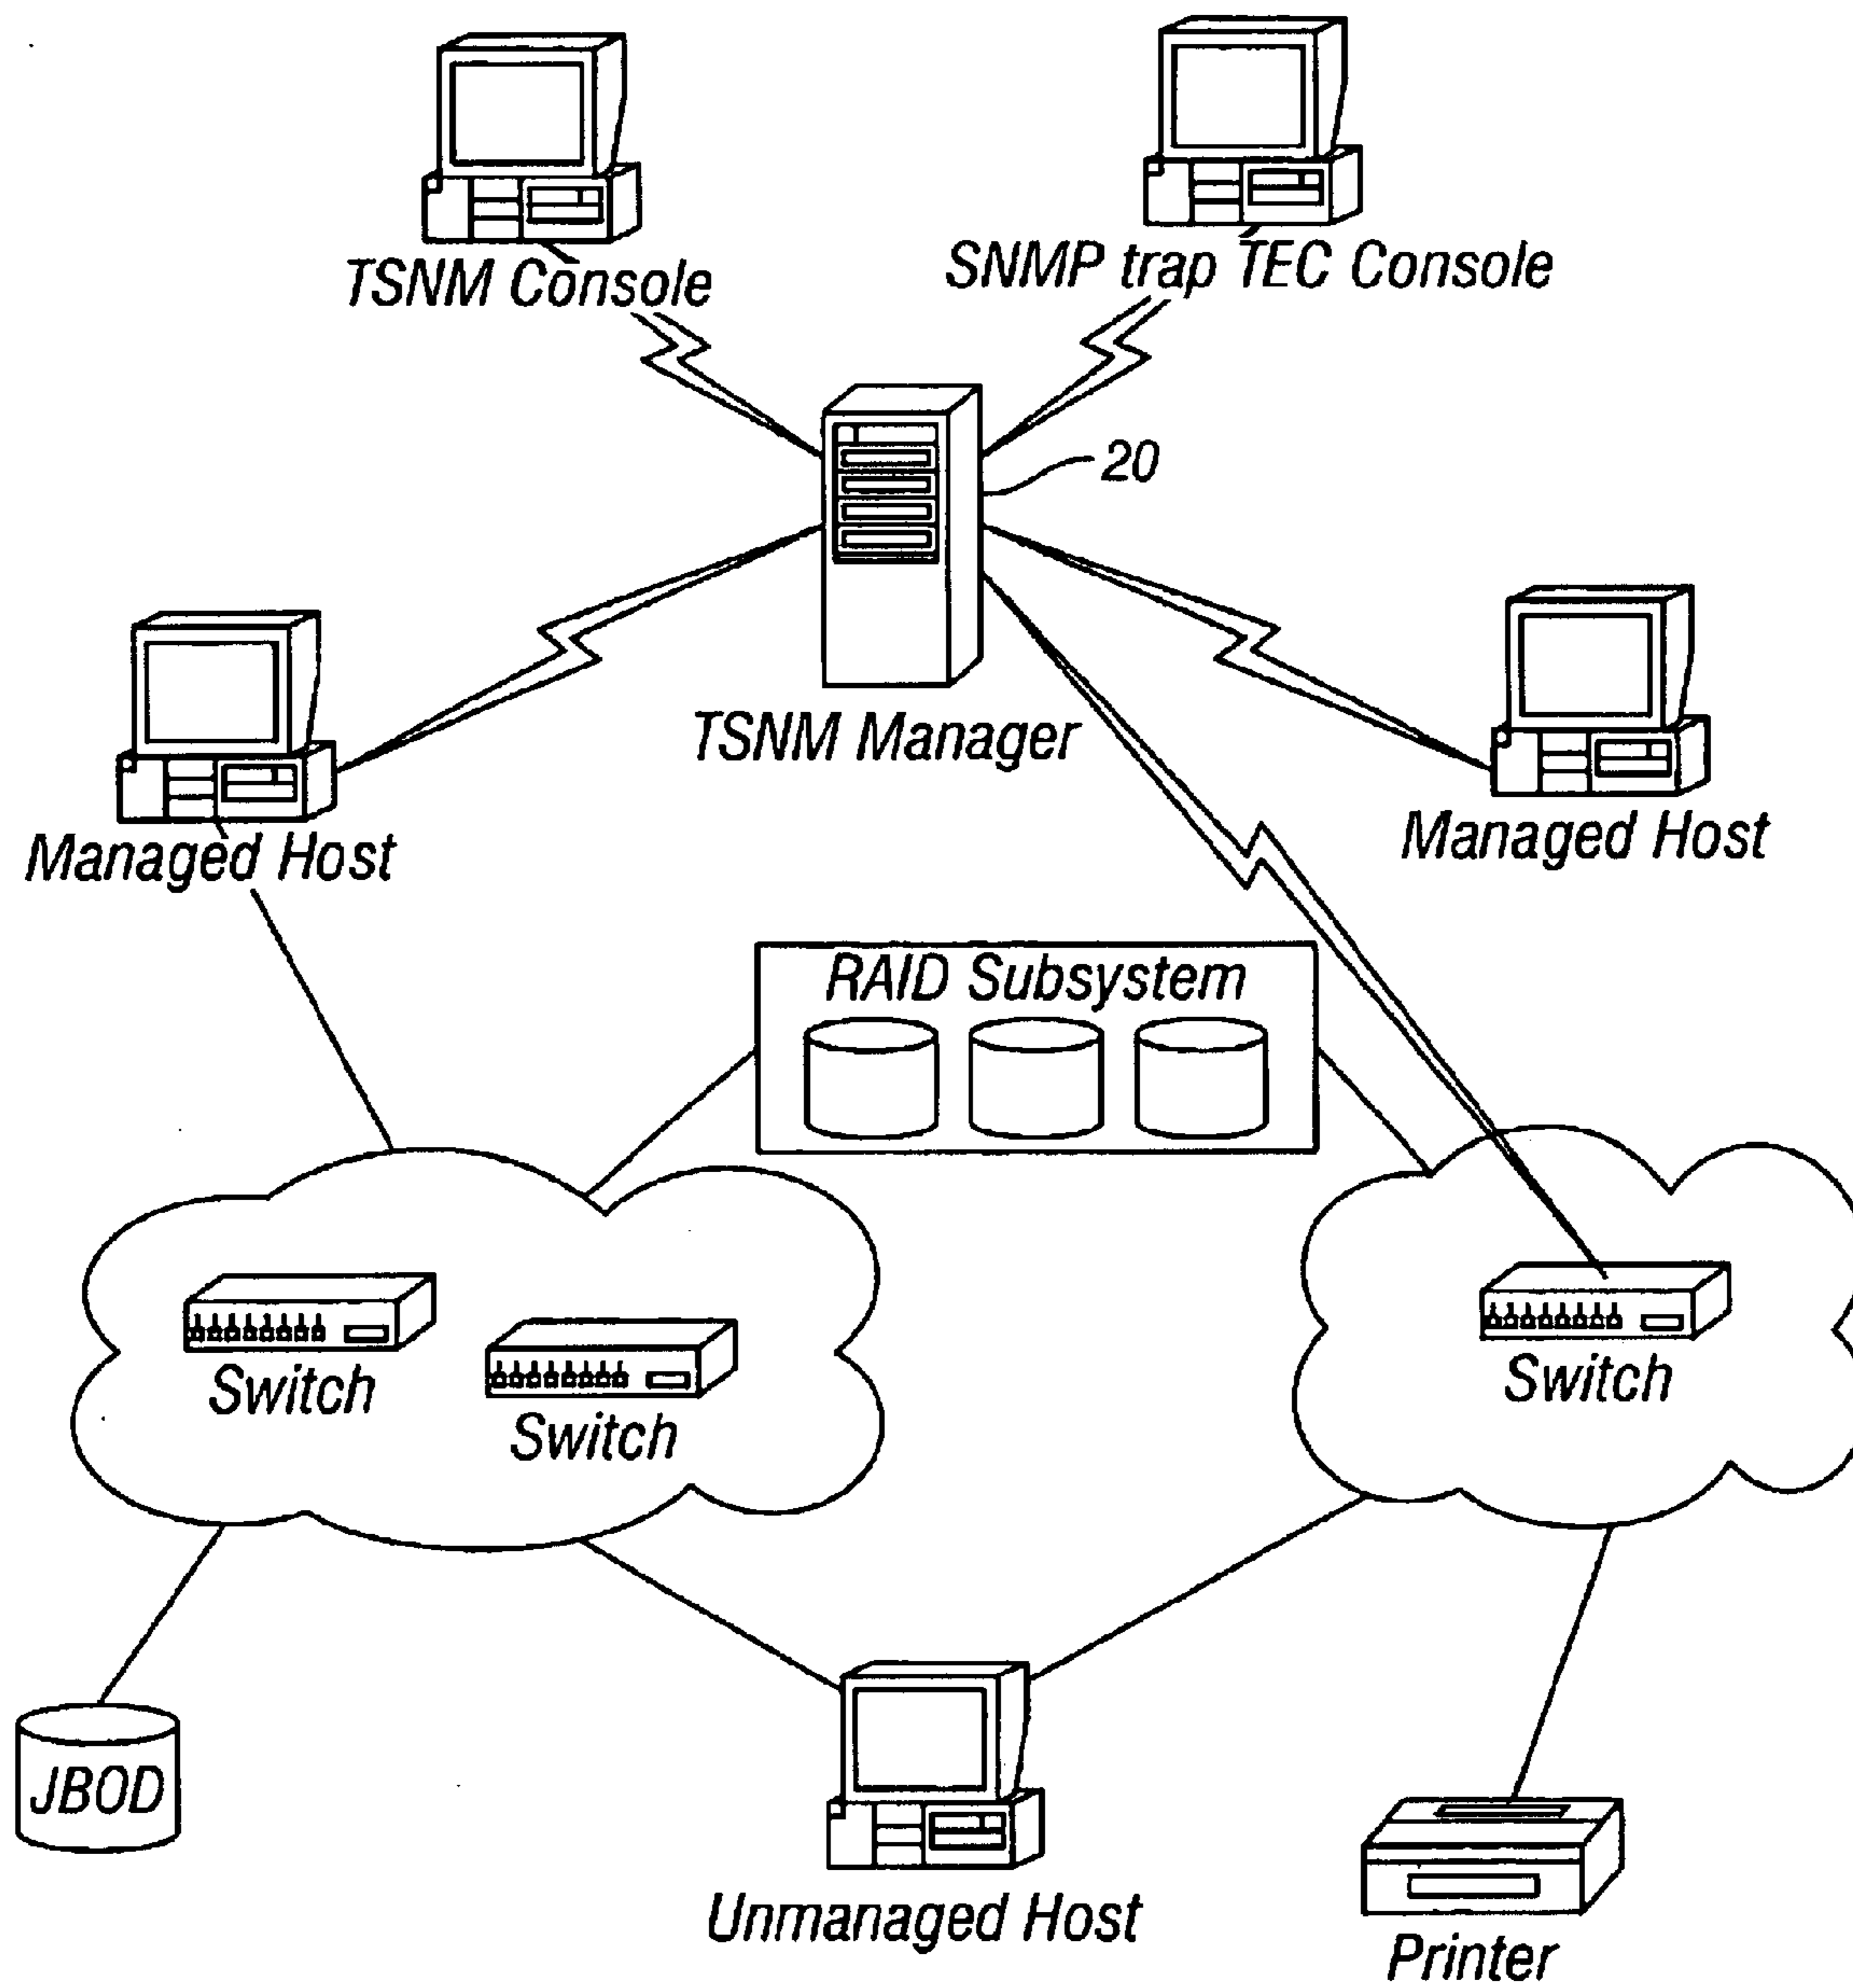 TSNM Console
SNMP trap TEC Console
20
TSNM Manager
Managed Host
Managed Host
RAID Subsystem
Switch
Switch
Switch
JBOD
Unmanaged Host
Printer